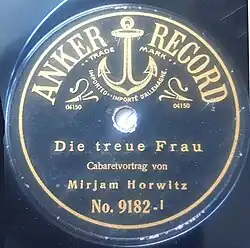 ANKER RECORD
TRADE MARK
IMPORTED · IMPORTÉ D'ALLEMAGNE.
04150 04150
Die treue Frau
Cabaretvortrag von
Mirjam Horwitz
No. 9182-I